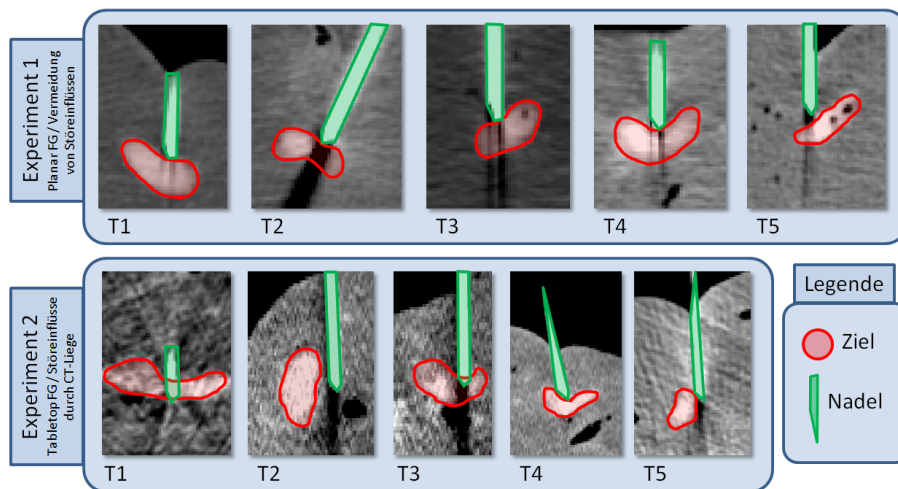 Experiment 1
Planar FG / Vermeidung
von Störeinflüssen
T1
T2
T3
T4
T5
Experiment 2
Tabletop FG / Störeinflüsse
durch CT-Liege
T1
T2
T3
T4
T5
Legende
Ziel
Nadel